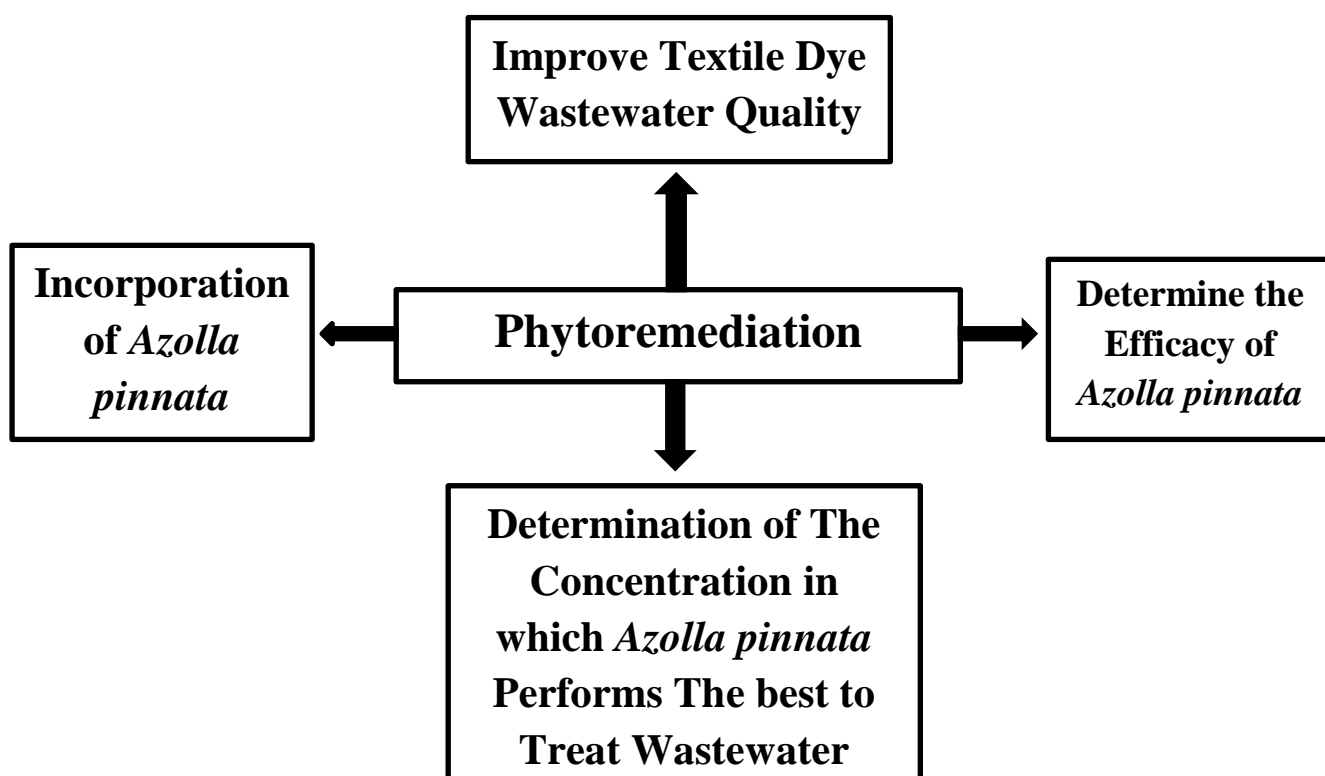 Improve Textile Dye
Wastewater Quality
Incorporation
of Azolla
pinnata
Phytoremediation
Determine the
Efficacy of
Azolla pinnata
Determination of The
Concentration in
which Azolla pinnata
Performs The best to
Treat Wastewater